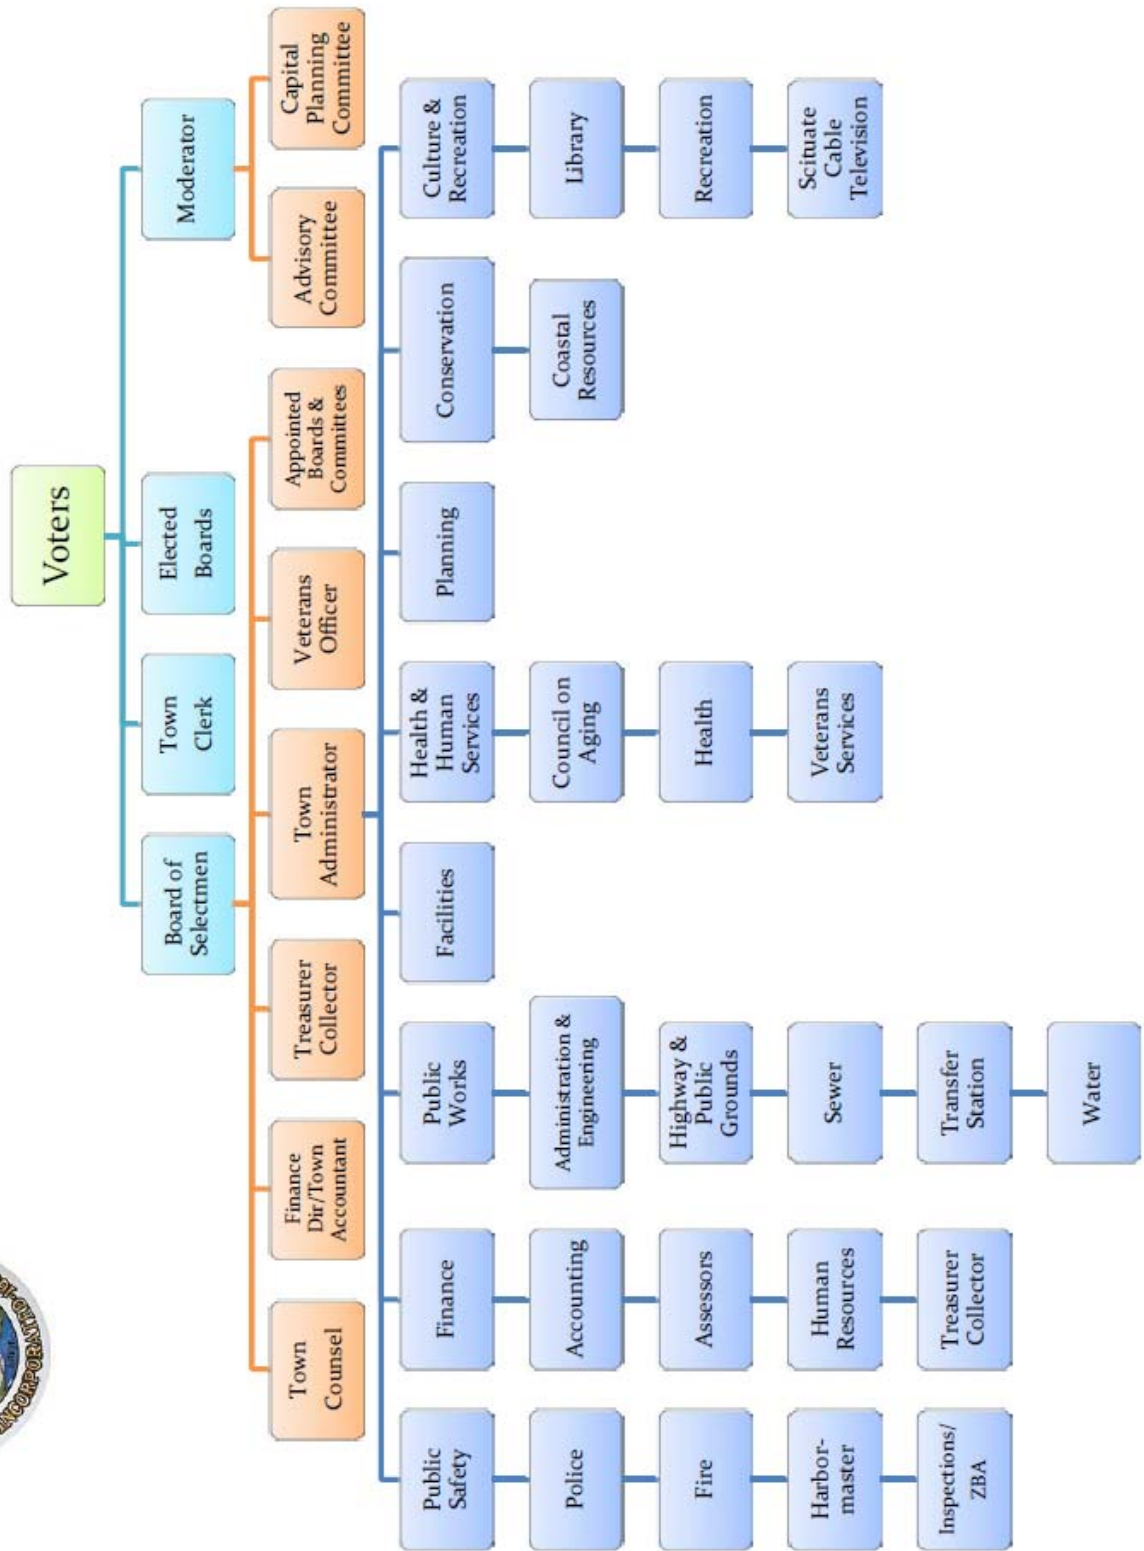 Voters
Board of
Selectmen
Town
Clerk
Elected
Boards
Moderator
Town
Counsel
Finance
Dir/Town
Accountant
Treasurer
Collector
Town
Administrator
Veterans
Officer
Appointed
Boards &
Committees
Advisory
Committee
Capital
Planning
Committee
Public
Safety
Police
Fire
Harbor-
master
Inspections/
ZBA
Finance
Accounting
Assessors
Human
Resources
Treasurer
Collector
Public
Works
Administration &
Engineering
Highway &
Public
Grounds
Sewer
Transfer
Station
Water
Facilities
Health &
Human
Services
Council on
Aging
Health
Veterans
Services
Planning
Conservation
Coastal
Resources
Culture &
Recreation
Library
Recreation
Scituate
Cable
Television